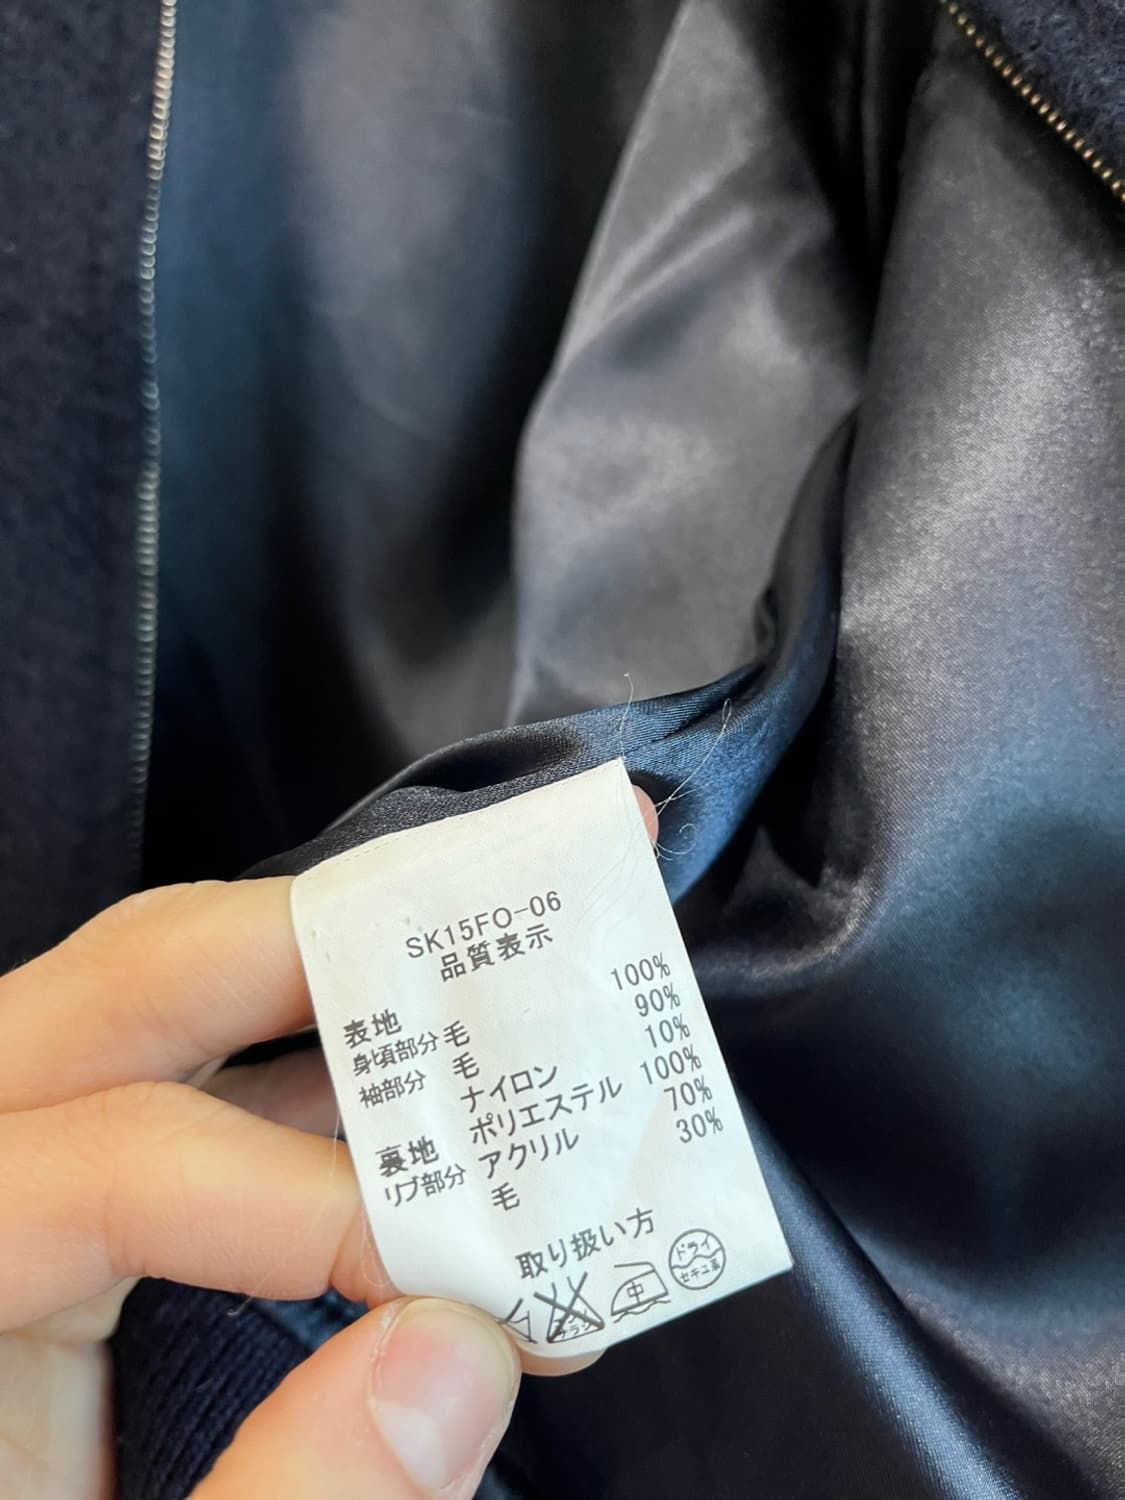 SK15FO-06
品質表示
表地
身頃部分 毛 100%
袖部分 毛 90%
ナイロン 10%
裏地 ポリエステル 100%
リブ部分 アクリル 70%
毛 30%
取り扱い方
中 ドライ
セキユ系